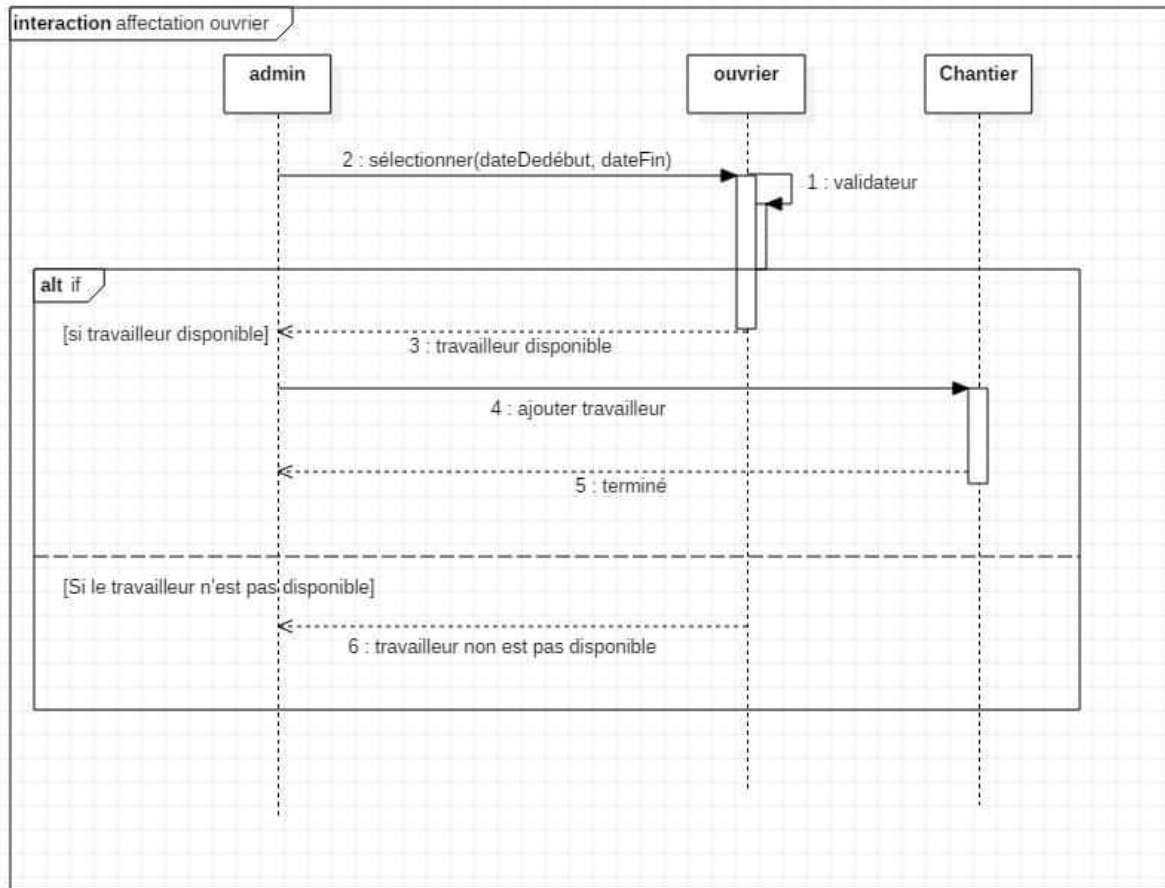 interaction affectation ouvrier
admin
ouvrier
Chantier
2 : sélectionner(dateDedébut, dateFin)
1 : validateur
alt if
[si travailleur disponible]
3 : travailleur disponible
4 : ajouter travailleur
5 : terminé
[Si le travailleur n'est pas disponible]
6 : travailleur non est pas disponible